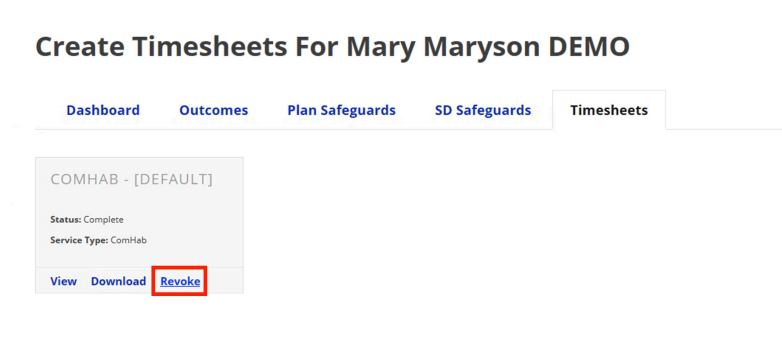 Create Timesheets For Mary Maryson DEMO
Dashboard Outcomes Plan Safeguards SD Safeguards Timesheets
COMHAB - [DEFAULT]
Status: Complete
Service Type: ComHab
View Download Revoke